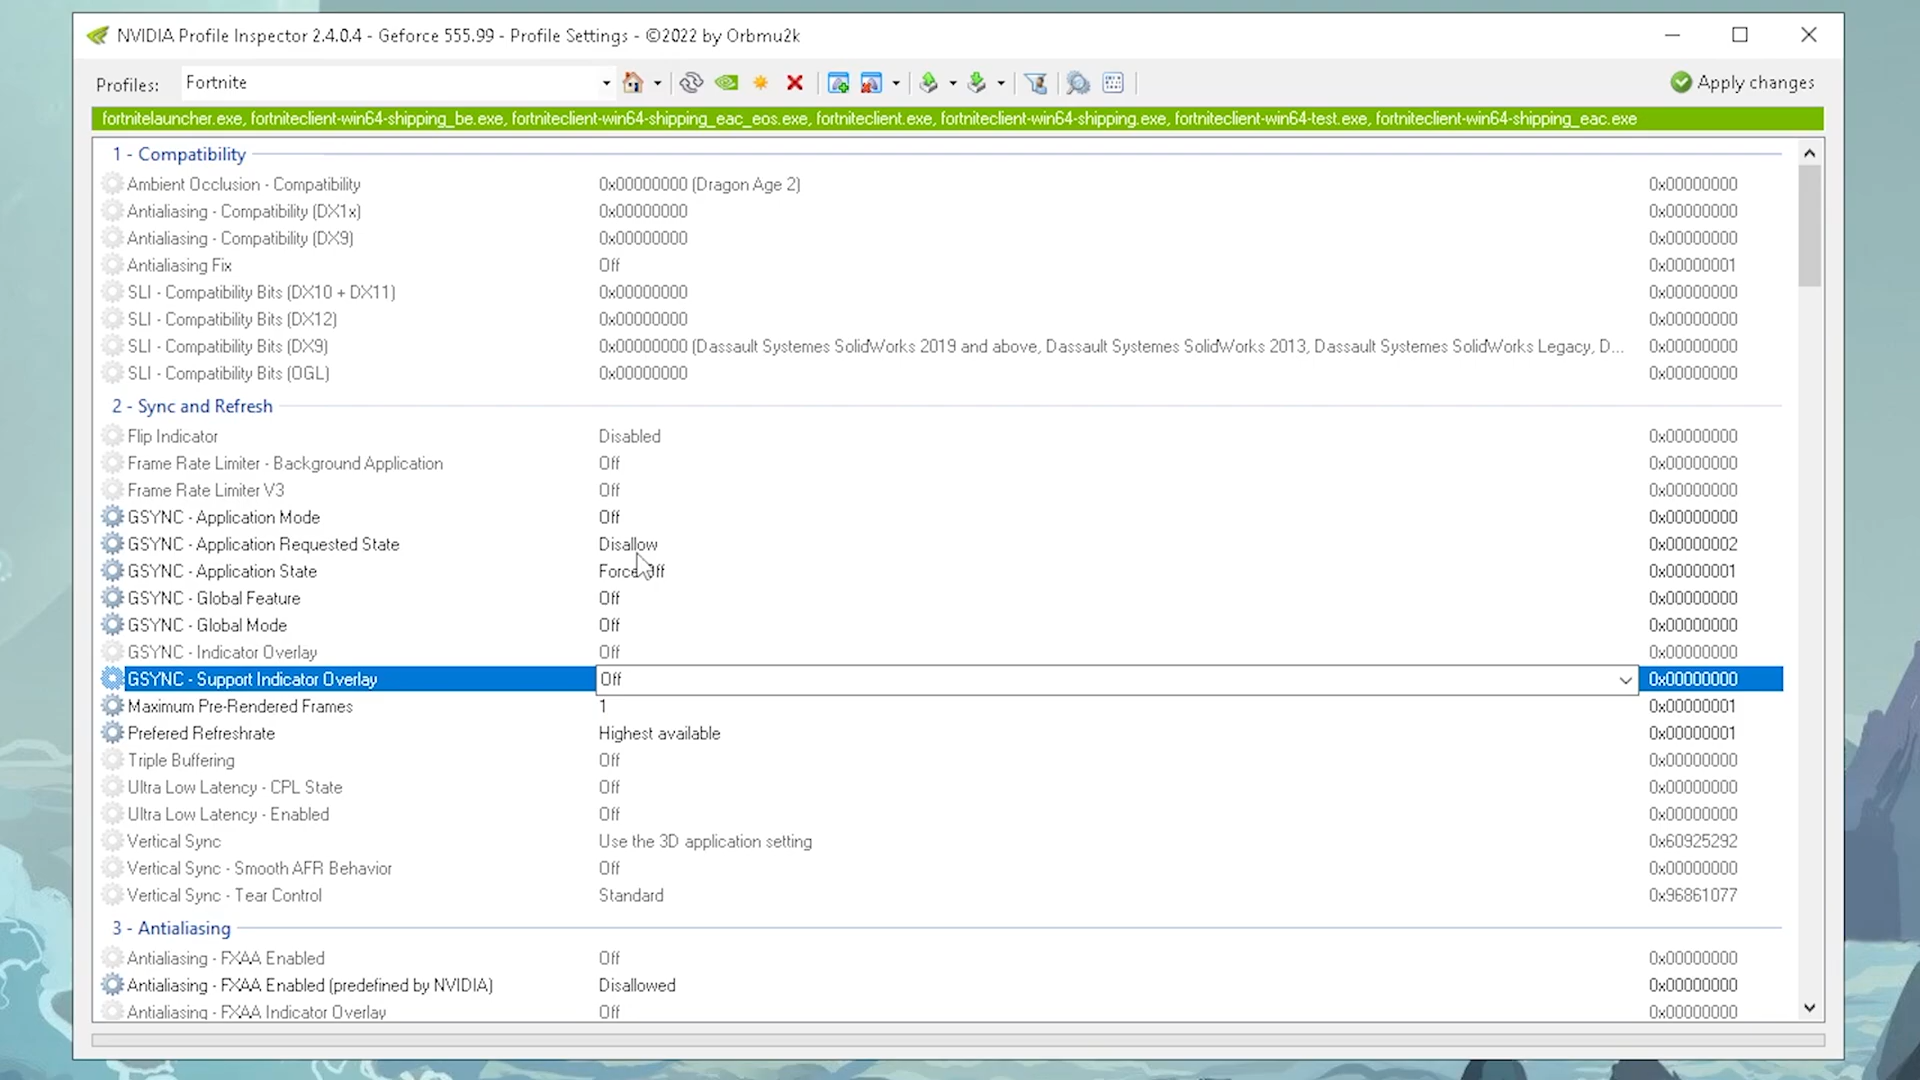 NVIDIA Profile Inspector 2.4.0.4 - Geforce 555.99 - Profile Settings - ©2022 by Orbmu2k
Profiles: Fortnite Apply changes
fortnitelauncher.exe, fortniteclient-win64-shipping_be.exe, fortniteclient-win64-shipping_eac_eos.exe, fortniteclient.exe, fortniteclient-win64-shipping.exe, fortniteclient-win64-test.exe, fortniteclient-win64-shipping_eac.exe
1 - Compatibility
Ambient Occlusion - Compatibility 0x00000000 (Dragon Age 2) 0x00000000
Antialiasing - Compatibility (DX1x) 0x00000000 0x00000000
Antialiasing - Compatibility (DX9) 0x00000000 0x00000000
Antialiasing Fix Off 0x00000001
SLI - Compatibility Bits (DX10 + DX11) 0x00000000 0x00000000
SLI - Compatibility Bits (DX12) 0x00000000 0x00000000
SLI - Compatibility Bits (DX9) 0x00000000 (Dassault Systemes SolidWorks 2019 and above, Dassault Systemes SolidWorks 2013, Dassault Systemes SolidWorks Legacy, D... 0x00000000
SLI - Compatibility Bits (OGL) 0x00000000 0x00000000
2 - Sync and Refresh
Flip Indicator Disabled 0x00000000
Frame Rate Limiter - Background Application Off 0x00000000
Frame Rate Limiter V3 Off 0x00000000
GSYNC - Application Mode Off 0x00000000
GSYNC - Application Requested State Disallow 0x00000002
GSYNC - Application State Force Off 0x00000001
GSYNC - Global Feature Off 0x00000000
GSYNC - Global Mode Off 0x00000000
GSYNC - Indicator Overlay Off 0x00000000
GSYNC - Support Indicator Overlay Off 0x00000000
Maximum Pre-Rendered Frames 1 0x00000001
Prefered Refreshrate Highest available 0x00000001
Triple Buffering Off 0x00000000
Ultra Low Latency - CPL State Off 0x00000000
Ultra Low Latency - Enabled Off 0x00000000
Vertical Sync Use the 3D application setting 0x60925292
Vertical Sync - Smooth AFR Behavior Off 0x00000000
Vertical Sync - Tear Control Standard 0x96861077
3 - Antialiasing
Antialiasing - FXAA Enabled Off 0x00000000
Antialiasing - FXAA Enabled (predefined by NVIDIA) Disallowed 0x00000000
Antialiasing - FXAA Indicator Overlay Off 0x00000000